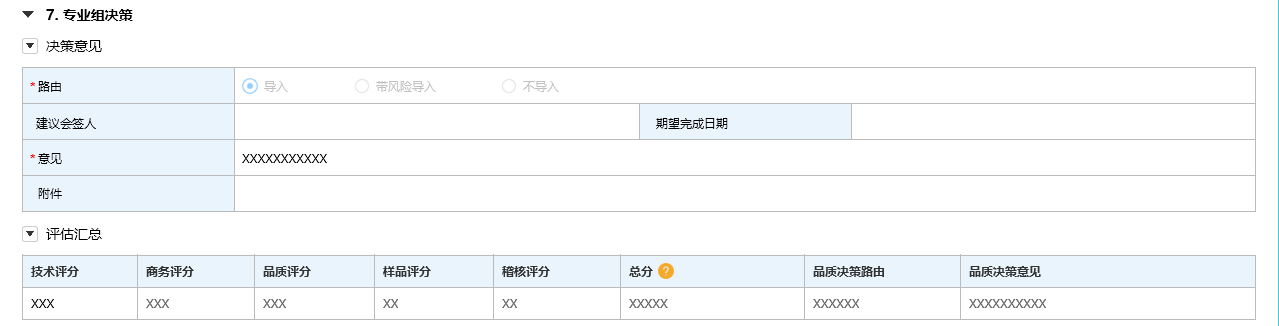 7. 专业组决策
决策意见
*路由 导入 带风险导入 不导入
建议会签人 期望完成日期
*意见 XXXXXXXXXXX
附件
评估汇总
技术评分 商务评分 品质评分 样品评分 稽核评分 总分 ? 品质决策路由 品质决策意见
XXX XXX XXX XX XX XXXXX XXXXXX XXXXXXXXXX